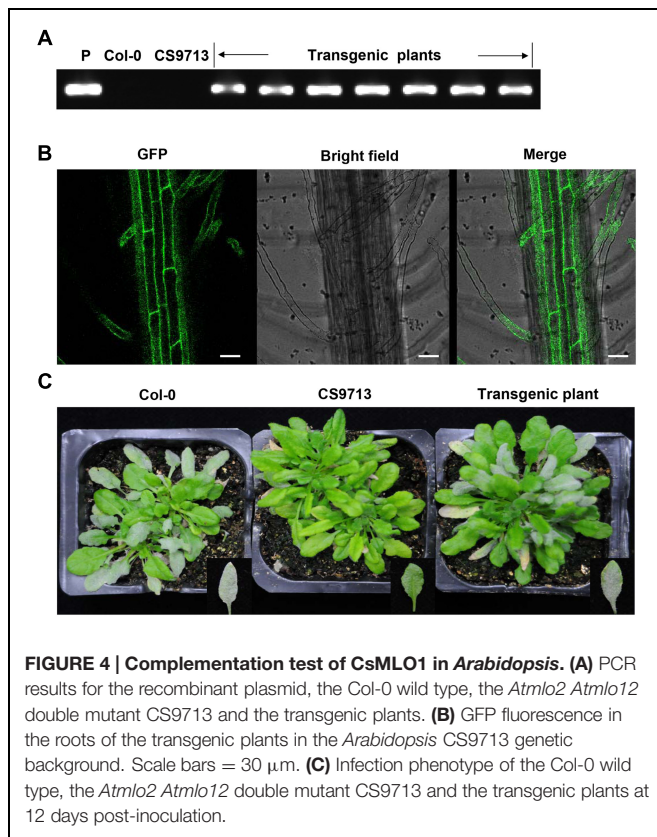 A
P Col-0 CS9713 Transgenic plants
B
GFP Bright field Merge
C
Col-0 CS9713 Transgenic plant
FIGURE 4 | Complementation test of CsMLO1 in Arabidopsis. (A) PCR
results for the recombinant plasmid, the Col-0 wild type, the Atmlo2 Atmlo12
double mutant CS9713 and the transgenic plants. (B) GFP fluorescence in
the roots of the transgenic plants in the Arabidopsis CS9713 genetic
background. Scale bars = 30 μm. (C) Infection phenotype of the Col-0 wild
type, the Atmlo2 Atmlo12 double mutant CS9713 and the transgenic plants at
12 days post-inoculation.